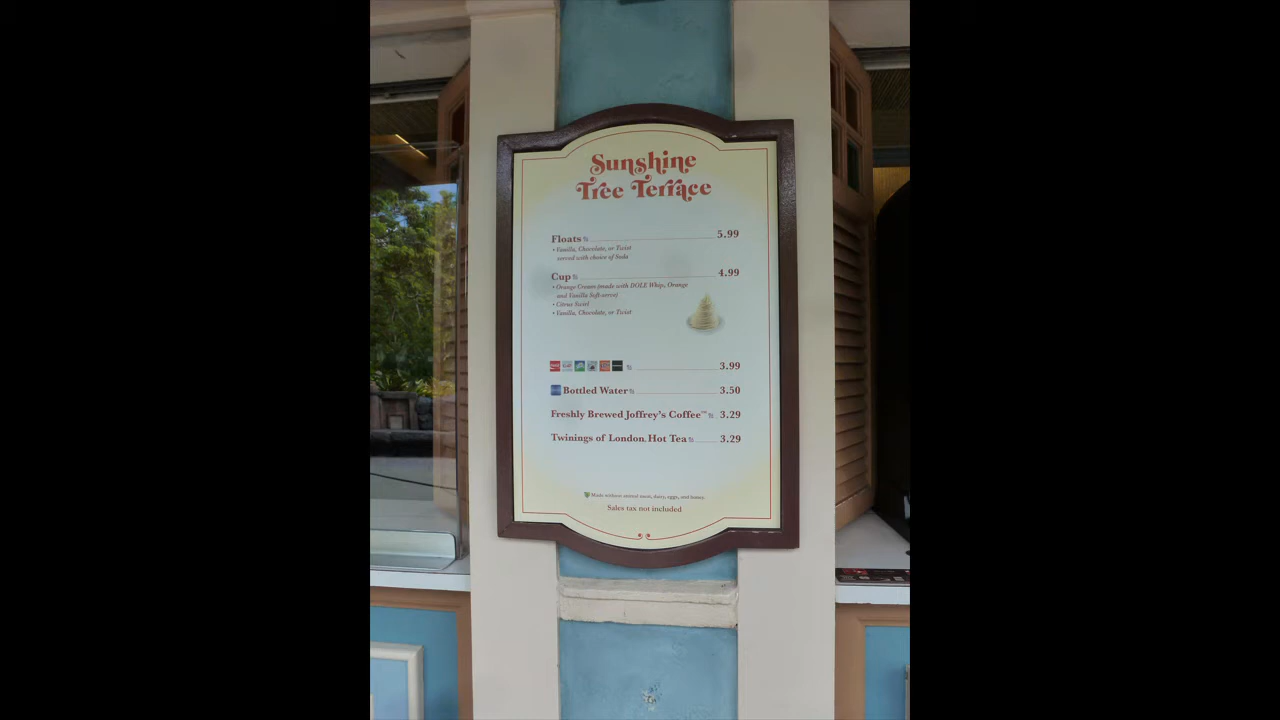 Sunshine
Tree Terrace
Floats 5.99
• Vanilla, Chocolate, or Twist
served with choice of Soda
Cup 4.99
• Orange Cream (made with DOLE Whip, Orange
and Vanilla Soft-serve)
• Citrus Swirl
• Vanilla, Chocolate, or Twist
3.99
Bottled Water 3.50
Freshly Brewed Joffrey's Coffee™ 3.29
Twinings of London Hot Tea 3.29
Made without animal meat, dairy, eggs, and honey.
Sales tax not included